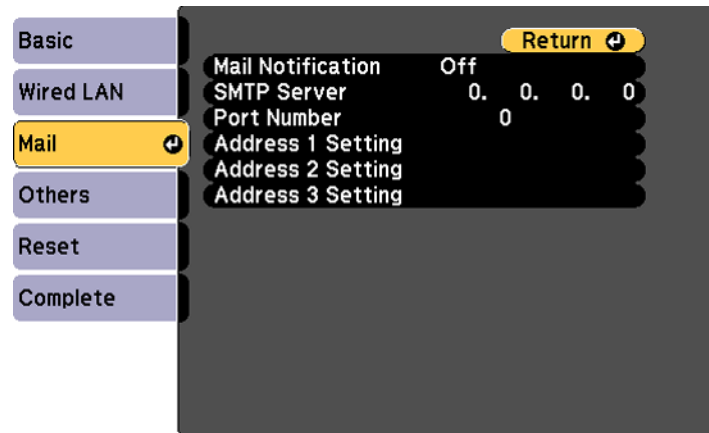 Basic
Wired LAN
Mail
Others
Reset
Complete
Return
Mail Notification Off
SMTP Server 0. 0. 0. 0
Port Number 0
Address 1 Setting
Address 2 Setting
Address 3 Setting